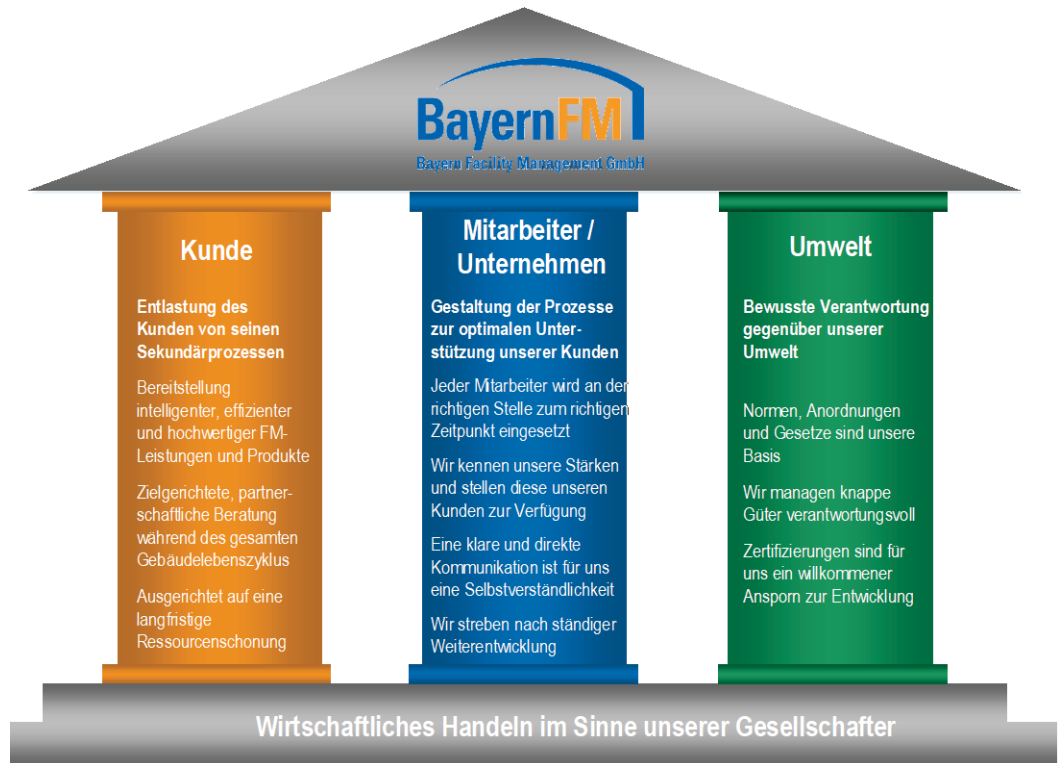 BayernFM
Bayern Facility Management GmbH
Kunde
Entlastung des
Kunden von seinen
Sekundärprozessen
Bereitstellung
intelligenter, effizienter
und hochwertiger FM-
Leistungen und Produkte
Zielgerichtete, partner-
schaftliche Beratung
während des gesamten
Gebäudelebenszyklus
Ausgerichtet auf eine
langfristige
Ressourcenschonung
Mitarbeiter /
Unternehmen
Gestaltung der Prozesse
zur optimalen Unter-
stützung unserer Kunden
Jeder Mitarbeiter wird an der
richtigen Stelle zum richtigen
Zeitpunkt eingesetzt
Wir kennen unsere Stärken
und stellen diese unseren
Kunden zur Verfügung
Eine klare und direkte
Kommunikation ist für uns
eine Selbstverständlichkeit
Wir streben nach ständiger
Weiterentwicklung
Umwelt
Bewusste Verantwortung
gegenüber unserer
Umwelt
Normen, Anordnungen
und Gesetze sind unsere
Basis
Wir managen knappe
Güter verantwortungsvoll
Zertifizierungen sind für
uns ein willkommener
Ansporn zur Entwicklung
Wirtschaftliches Handeln im Sinne unserer Gesellschafter